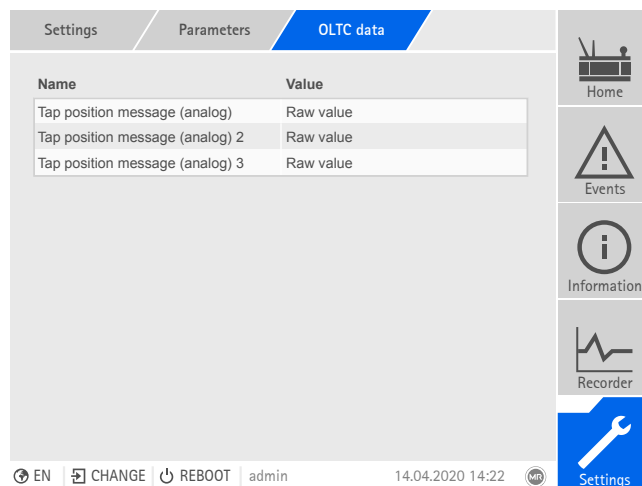 Settings Parameters OLTC data
Name Value
Tap position message (analog) Raw value
Tap position message (analog) 2 Raw value
Tap position message (analog) 3 Raw value
Home
Events
Information
Recorder
Settings
EN CHANGE REBOOT admin 14.04.2020 14:22 MR